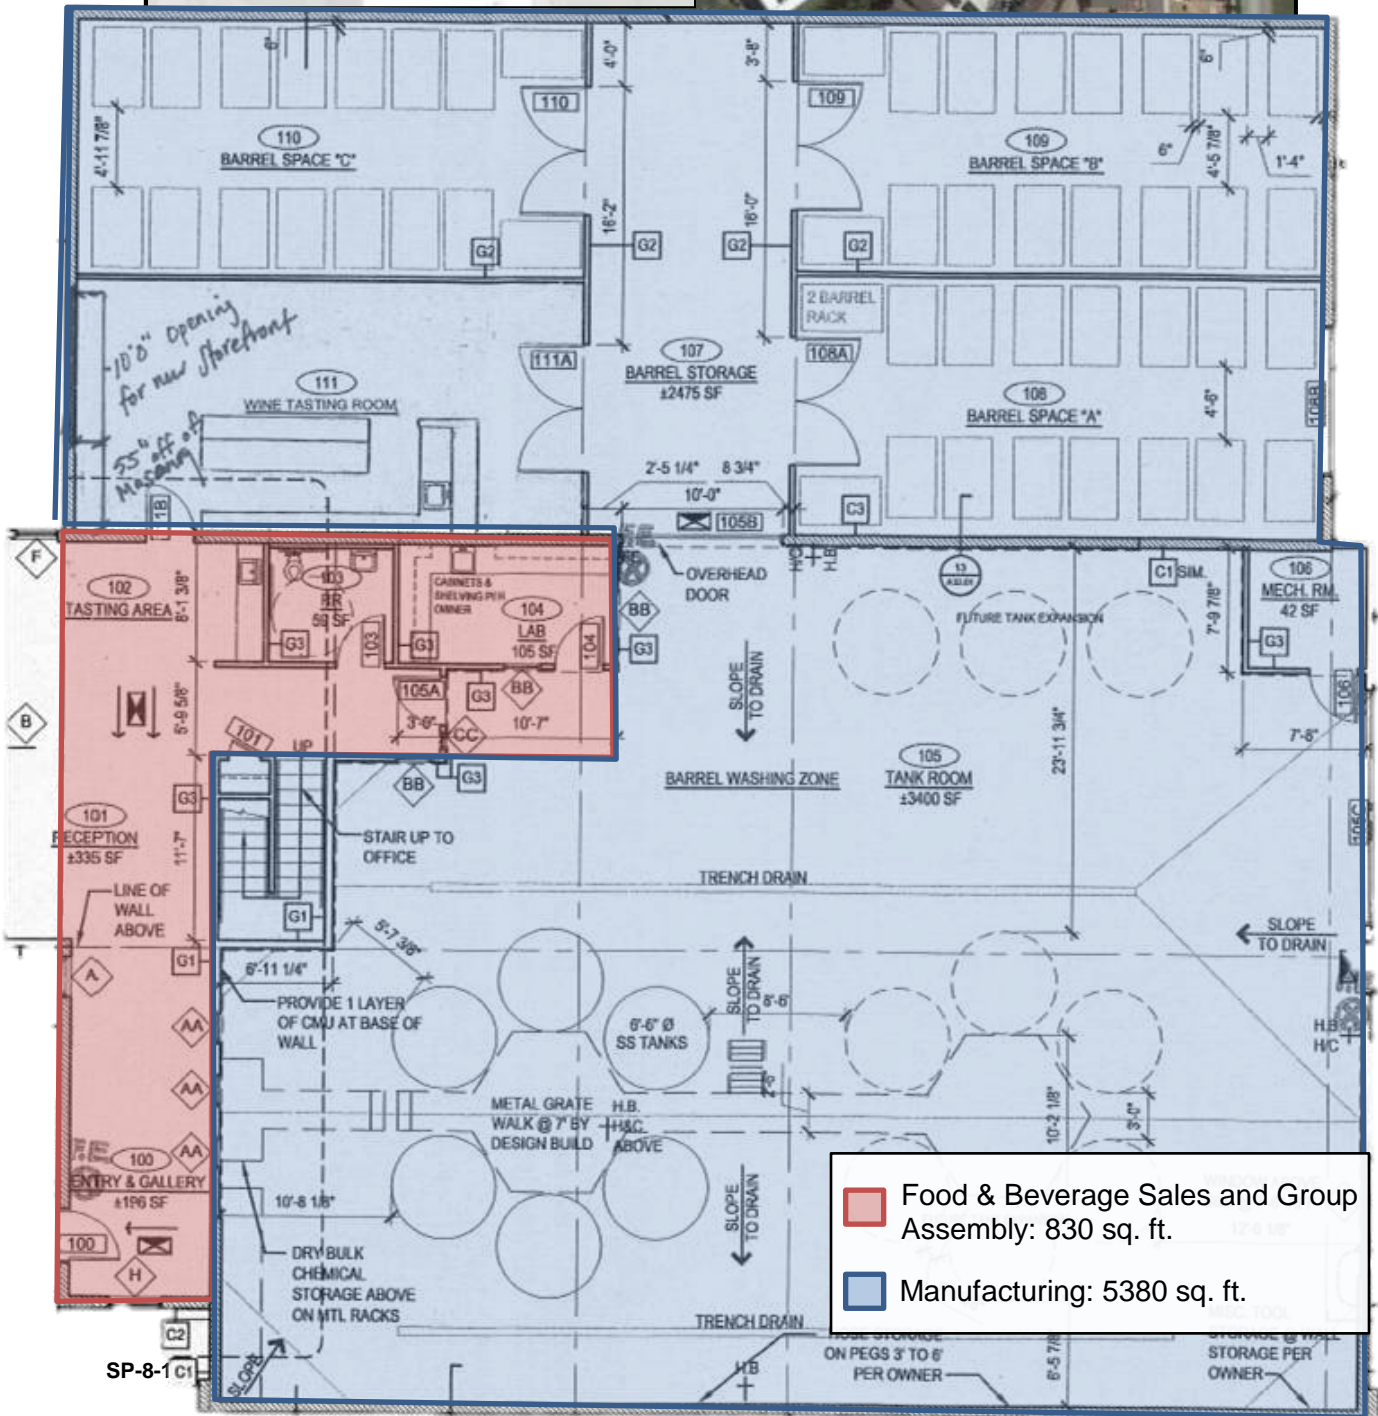 6"
4'-0"
3'-8"
6"
110
109
110
BARREL SPACE "C"
4'-11 7/8"
109
BARREL SPACE "B"
6"
4'-5 7/8"
1'-4"
16'-2"
16'-0"
G2
G2
G2
G2
2 BARREL
RACK
10'0" opening
for new Storefront
111A
107
BARREL STORAGE
±2475 SF
108A
111
WINE TASTING ROOM
108
BARREL SPACE "A"
4'-6"
108B
55" off of
Masonry
2'-5 1/4"
8 3/4"
10'-0"
1B
105B
C3
F
H/C
H.B.
13
C1
SIM.
OVERHEAD
DOOR
106
MECH. RM.
42 SF
102
TASTING AREA
8'-1 3/8"
103
RR
59 SF
CABINETS &
SHELVING PER
OWNER
104
LAB
105 SF
BB
FUTURE TANK EXPANSION
7'-9 7/8"
G3
G3
103
G3
104
G3
105A
G3
BB
106
B
5'-9 5/8"
3'-6"
CC
10'-7"
SLOPE
TO DRAIN
23'-11 3/4"
7'-8"
101
UP
105
TANK ROOM
±3400 SF
BARREL WASHING ZONE
BB
G3
G3
101
RECEPTION
±335 SF
11'-7"
STAIR UP TO
OFFICE
105C
TRENCH DRAIN
LINE OF
WALL
ABOVE
G1
5'-7 3/8"
SLOPE
TO DRAIN
G1
A
6'-11 1/4"
PROVIDE 1 LAYER
OF CMU AT BASE OF
WALL
SLOPE
TO DRAIN
8'-6"
AA
6'-6" Ø
SS TANKS
H.B.
H/C
AA
2'-6"
METAL GRATE
WALK @ 7' BY
DESIGN BUILD
H.B.
H&C
ABOVE
10'-2 1/8"
3'-0"
AA
100
ENTRY & GALLERY
±196 SF
10'-8 1/8"
SLOPE
TO DRAIN
Food & Beverage Sales and Group
Assembly: 830 sq. ft.
100
H
DRY BULK
CHEMICAL
STORAGE ABOVE
ON MTL RACKS
Manufacturing: 5380 sq. ft.
C2
TRENCH DRAIN
HOSE STORAGE
ON PEGS 3' TO 6'
PER OWNER
6'-5 7/8"
MISC. TOOL
STORAGE @ WALL
STORAGE PER
OWNER
SP-8-1
C1
SLOPE
H.B